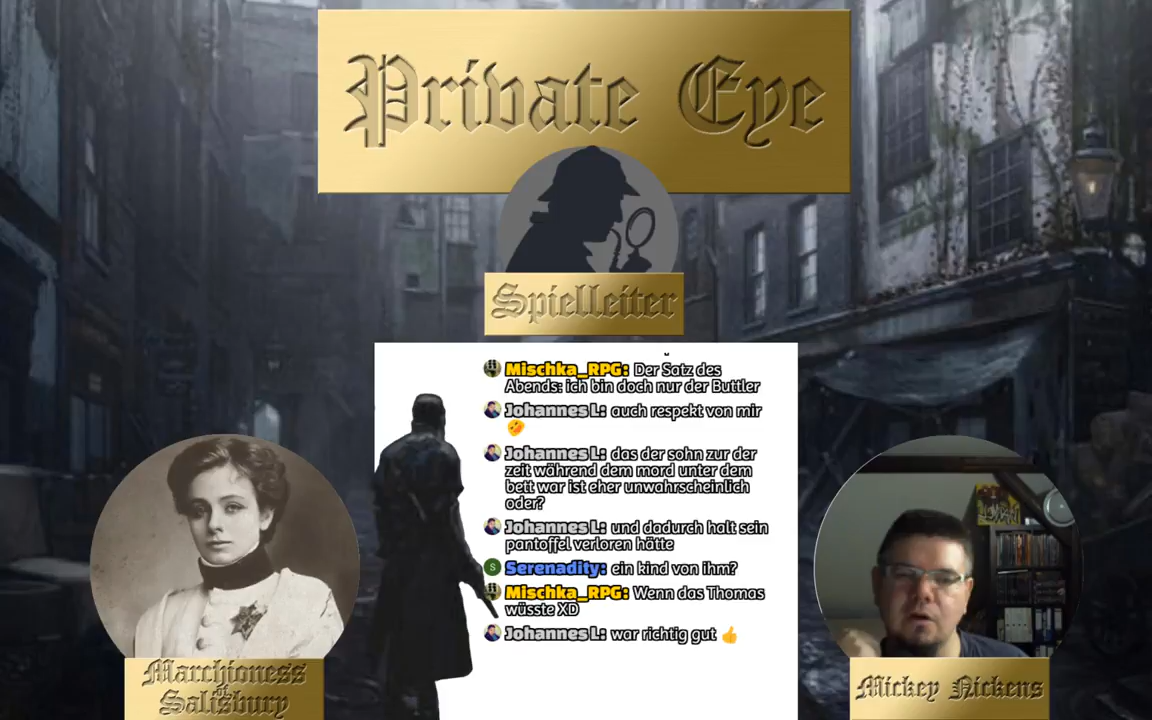 Private Eye
Spielleiter
Mischka_RPG: Der Satz des
Abends: ich bin doch nur der Buttler
Johannes L.: auch respekt von mir
🤣
Johannes L.: das der sohn zur der
zeit während dem mord unter dem
bett war ist eher unwahrscheinlich
oder?
Johannes L.: und dadurch halt sein
pantoffel verloren hätte
S
Serenadity: ein kind von ihm?
Mischka_RPG: Wenn das Thomas
wüsste XD
Johannes L.: war richtig gut 👍
Marchioness
of
Salisbury
Mickey Nickens